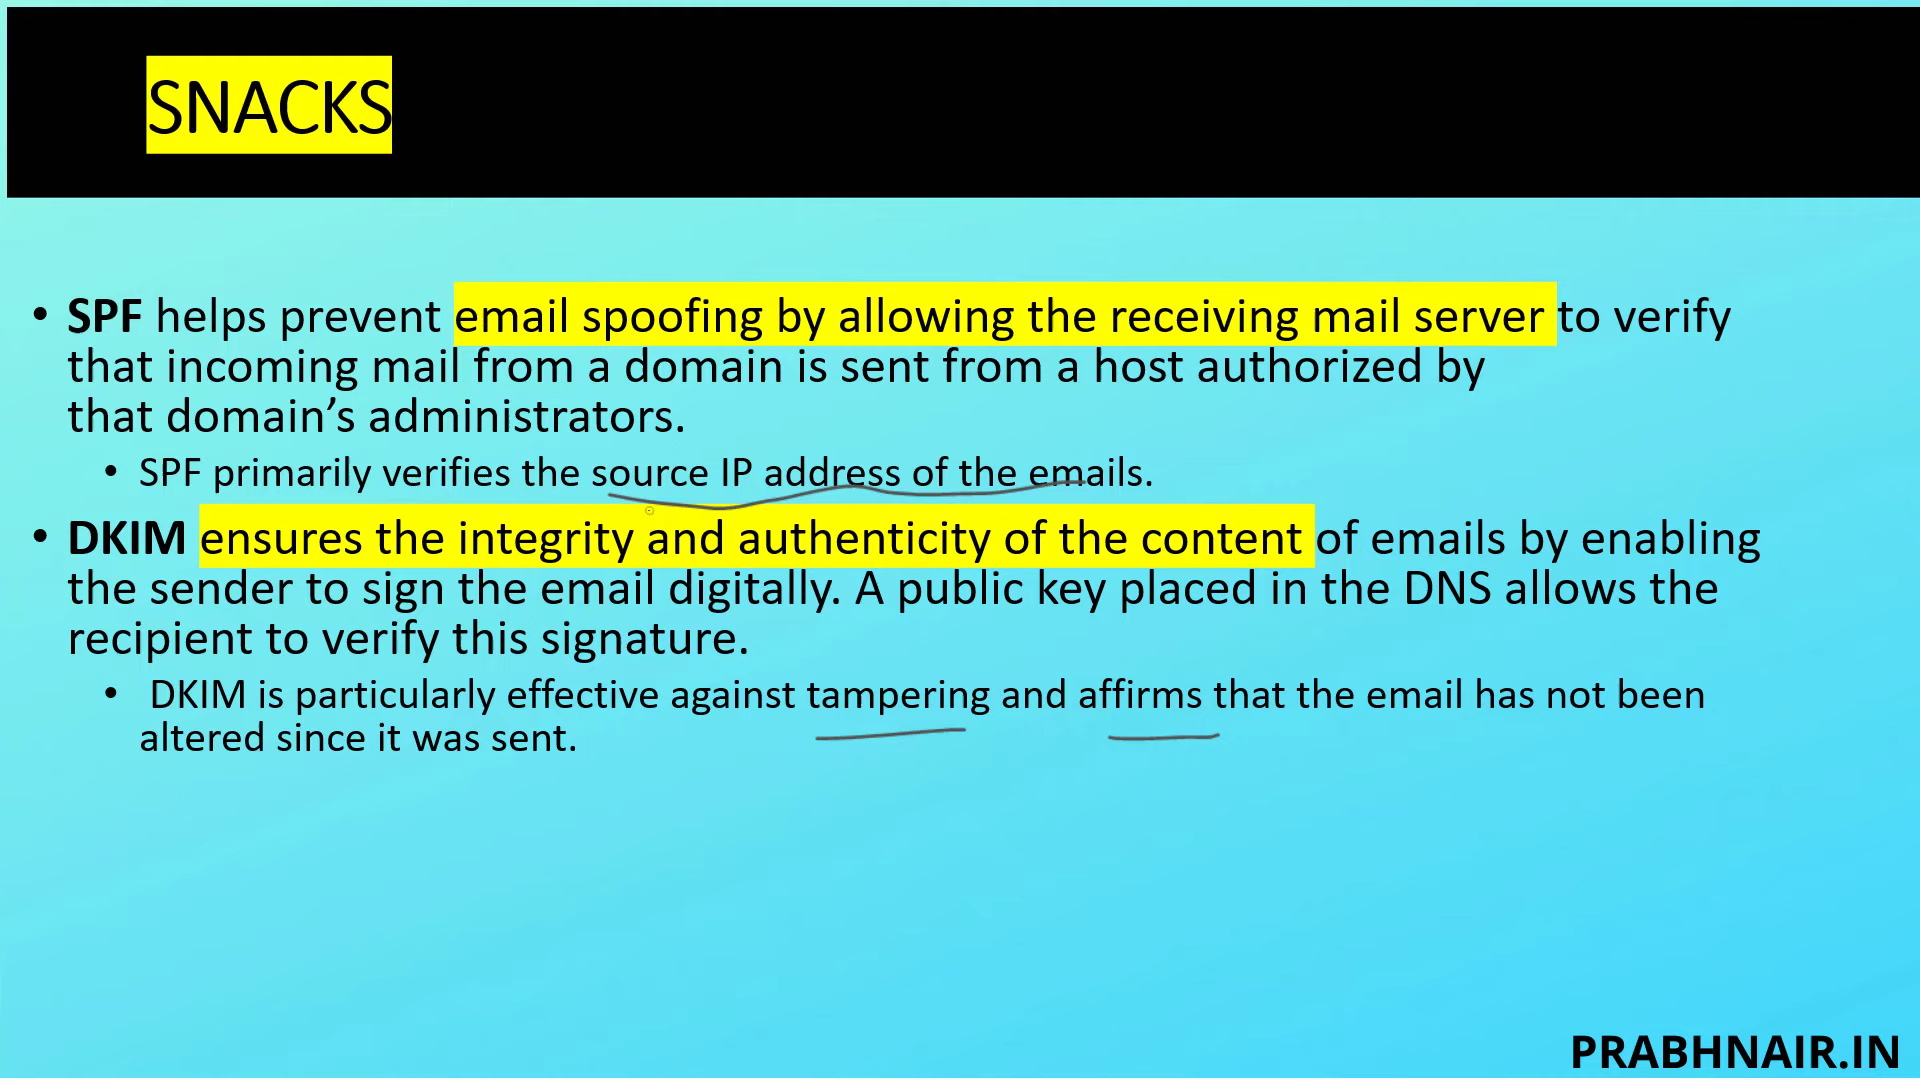 SNACKS
• SPF helps prevent email spoofing by allowing the receiving mail server to verify
that incoming mail from a domain is sent from a host authorized by
that domain’s administrators.
• SPF primarily verifies the source IP address of the emails.
• DKIM ensures the integrity and authenticity of the content of emails by enabling
the sender to sign the email digitally. A public key placed in the DNS allows the
recipient to verify this signature.
• DKIM is particularly effective against tampering and affirms that the email has not been
altered since it was sent.
PRABHNAIR.IN